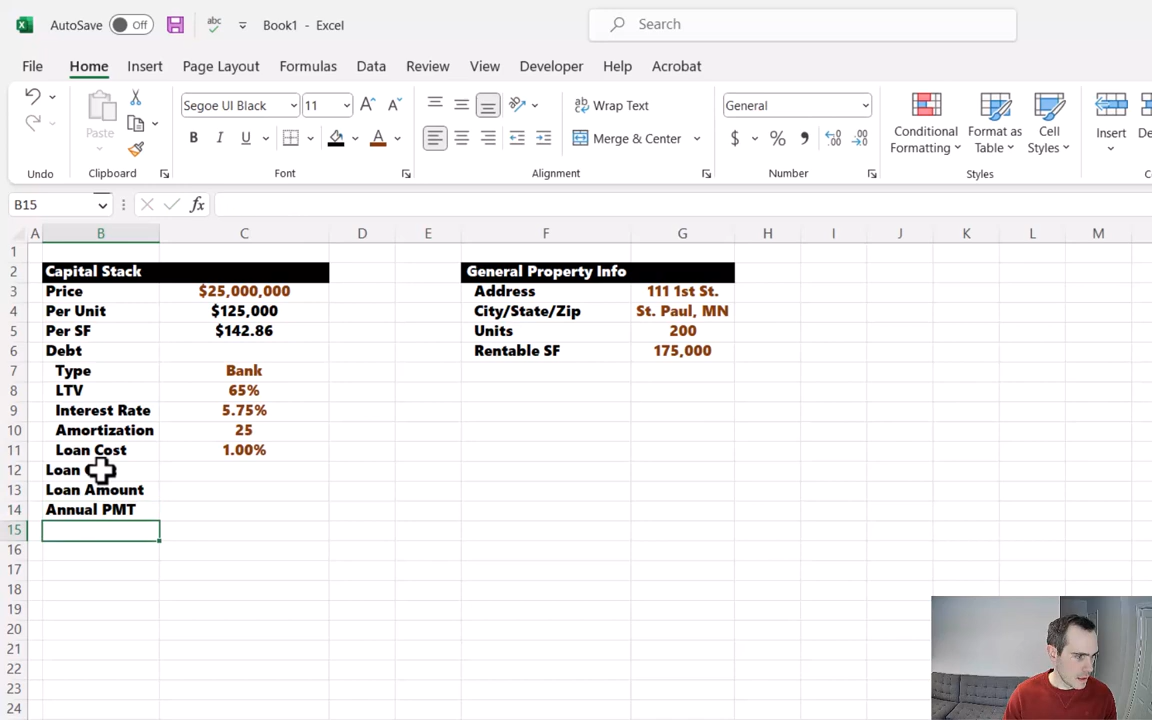 AutoSave Off abc Book1 - Excel Search
File Home Insert Page Layout Formulas Data Review View Developer Help Acrobat
Segoe UI Black 11 Wrap Text General
Paste B I U A Merge & Center $ % Conditional Formatting Format as Table Cell Styles Insert
Undo Clipboard Font Alignment Number Styles
B15 fx
A B C D E F G H I J K L M
1
2 Capital Stack General Property Info
3 Price $25,000,000 Address 111 1st St.
4 Per Unit $125,000 City/State/Zip St. Paul, MN
5 Per SF $142.86 Units 200
6 Debt Rentable SF 175,000
7 Type Bank
8 LTV 65%
9 Interest Rate 5.75%
10 Amortization 25
11 Loan Cost 1.00%
12 Loan
13 Loan Amount
14 Annual PMT
15
16
17
18
19
20
21
22
23
24